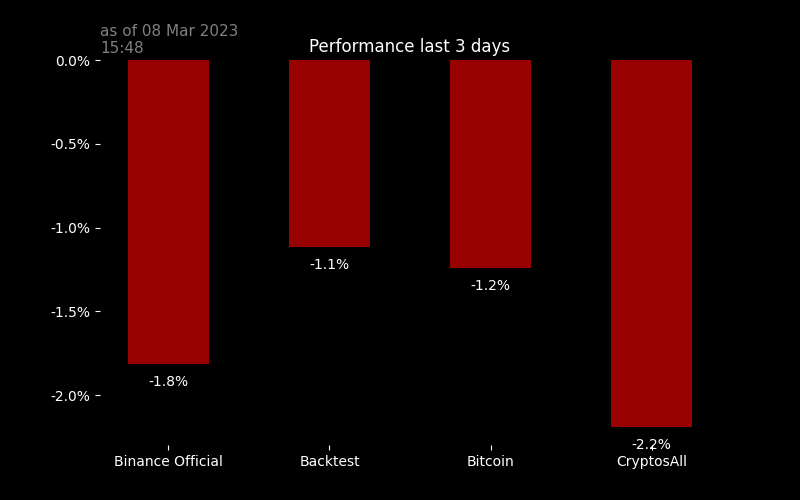 as of 08 Mar 2023
15:48
Performance last 3 days
0.0%
-0.5%
-1.0%
-1.5%
-2.0%
-1.8%
-1.1%
-1.2%
-2.2%
Binance Official
Backtest
Bitcoin
CryptosAll